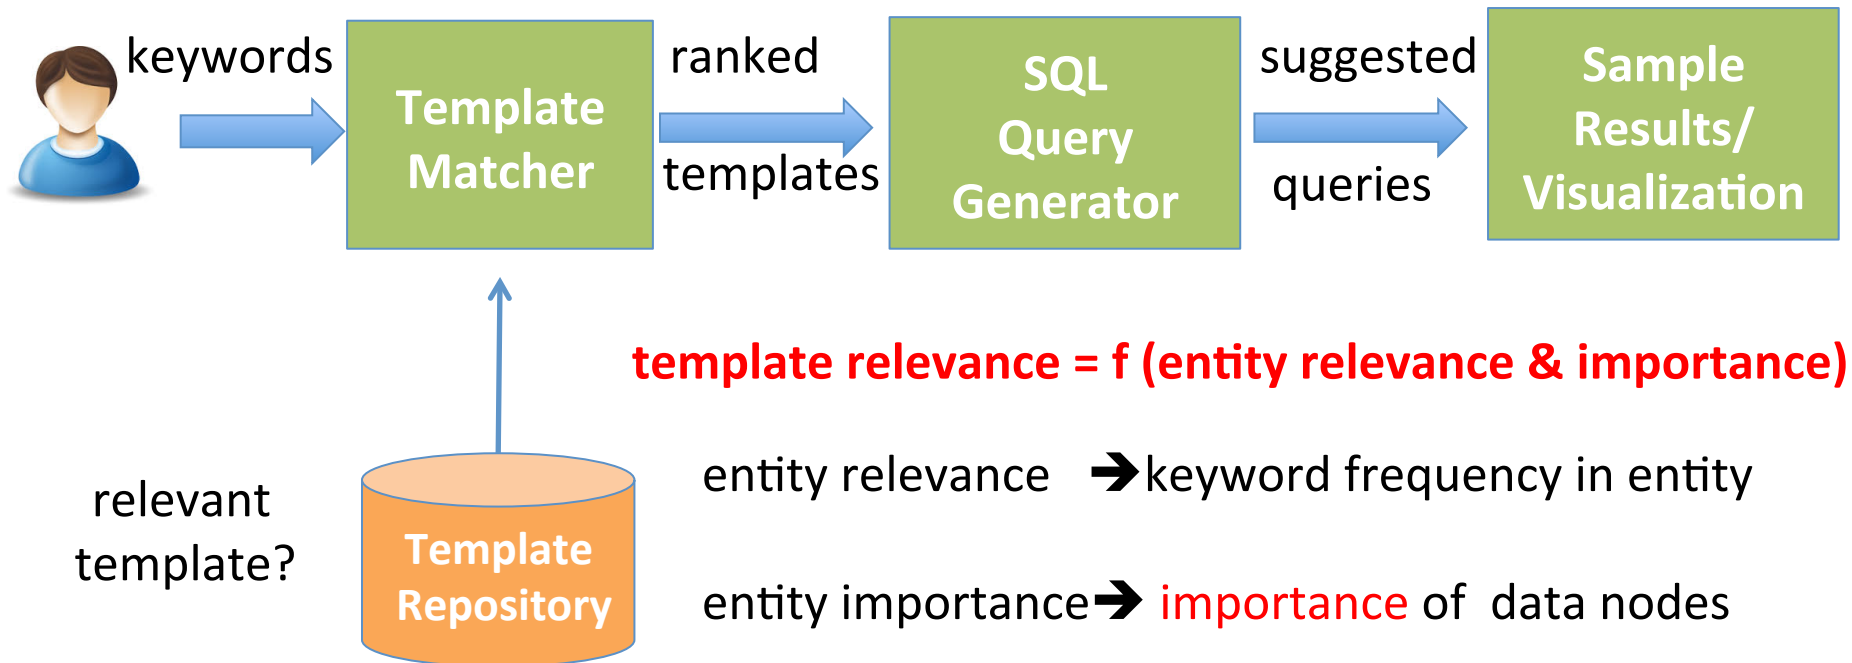 keywords
Template
Matcher
ranked
templates
SQL
Query
Generator
suggested
queries
Sample
Results/
Visualization
template relevance = f (entity relevance & importance)
relevant
template?
Template
Repository
entity relevance ➔keyword frequency in entity
entity importance➔ importance of data nodes